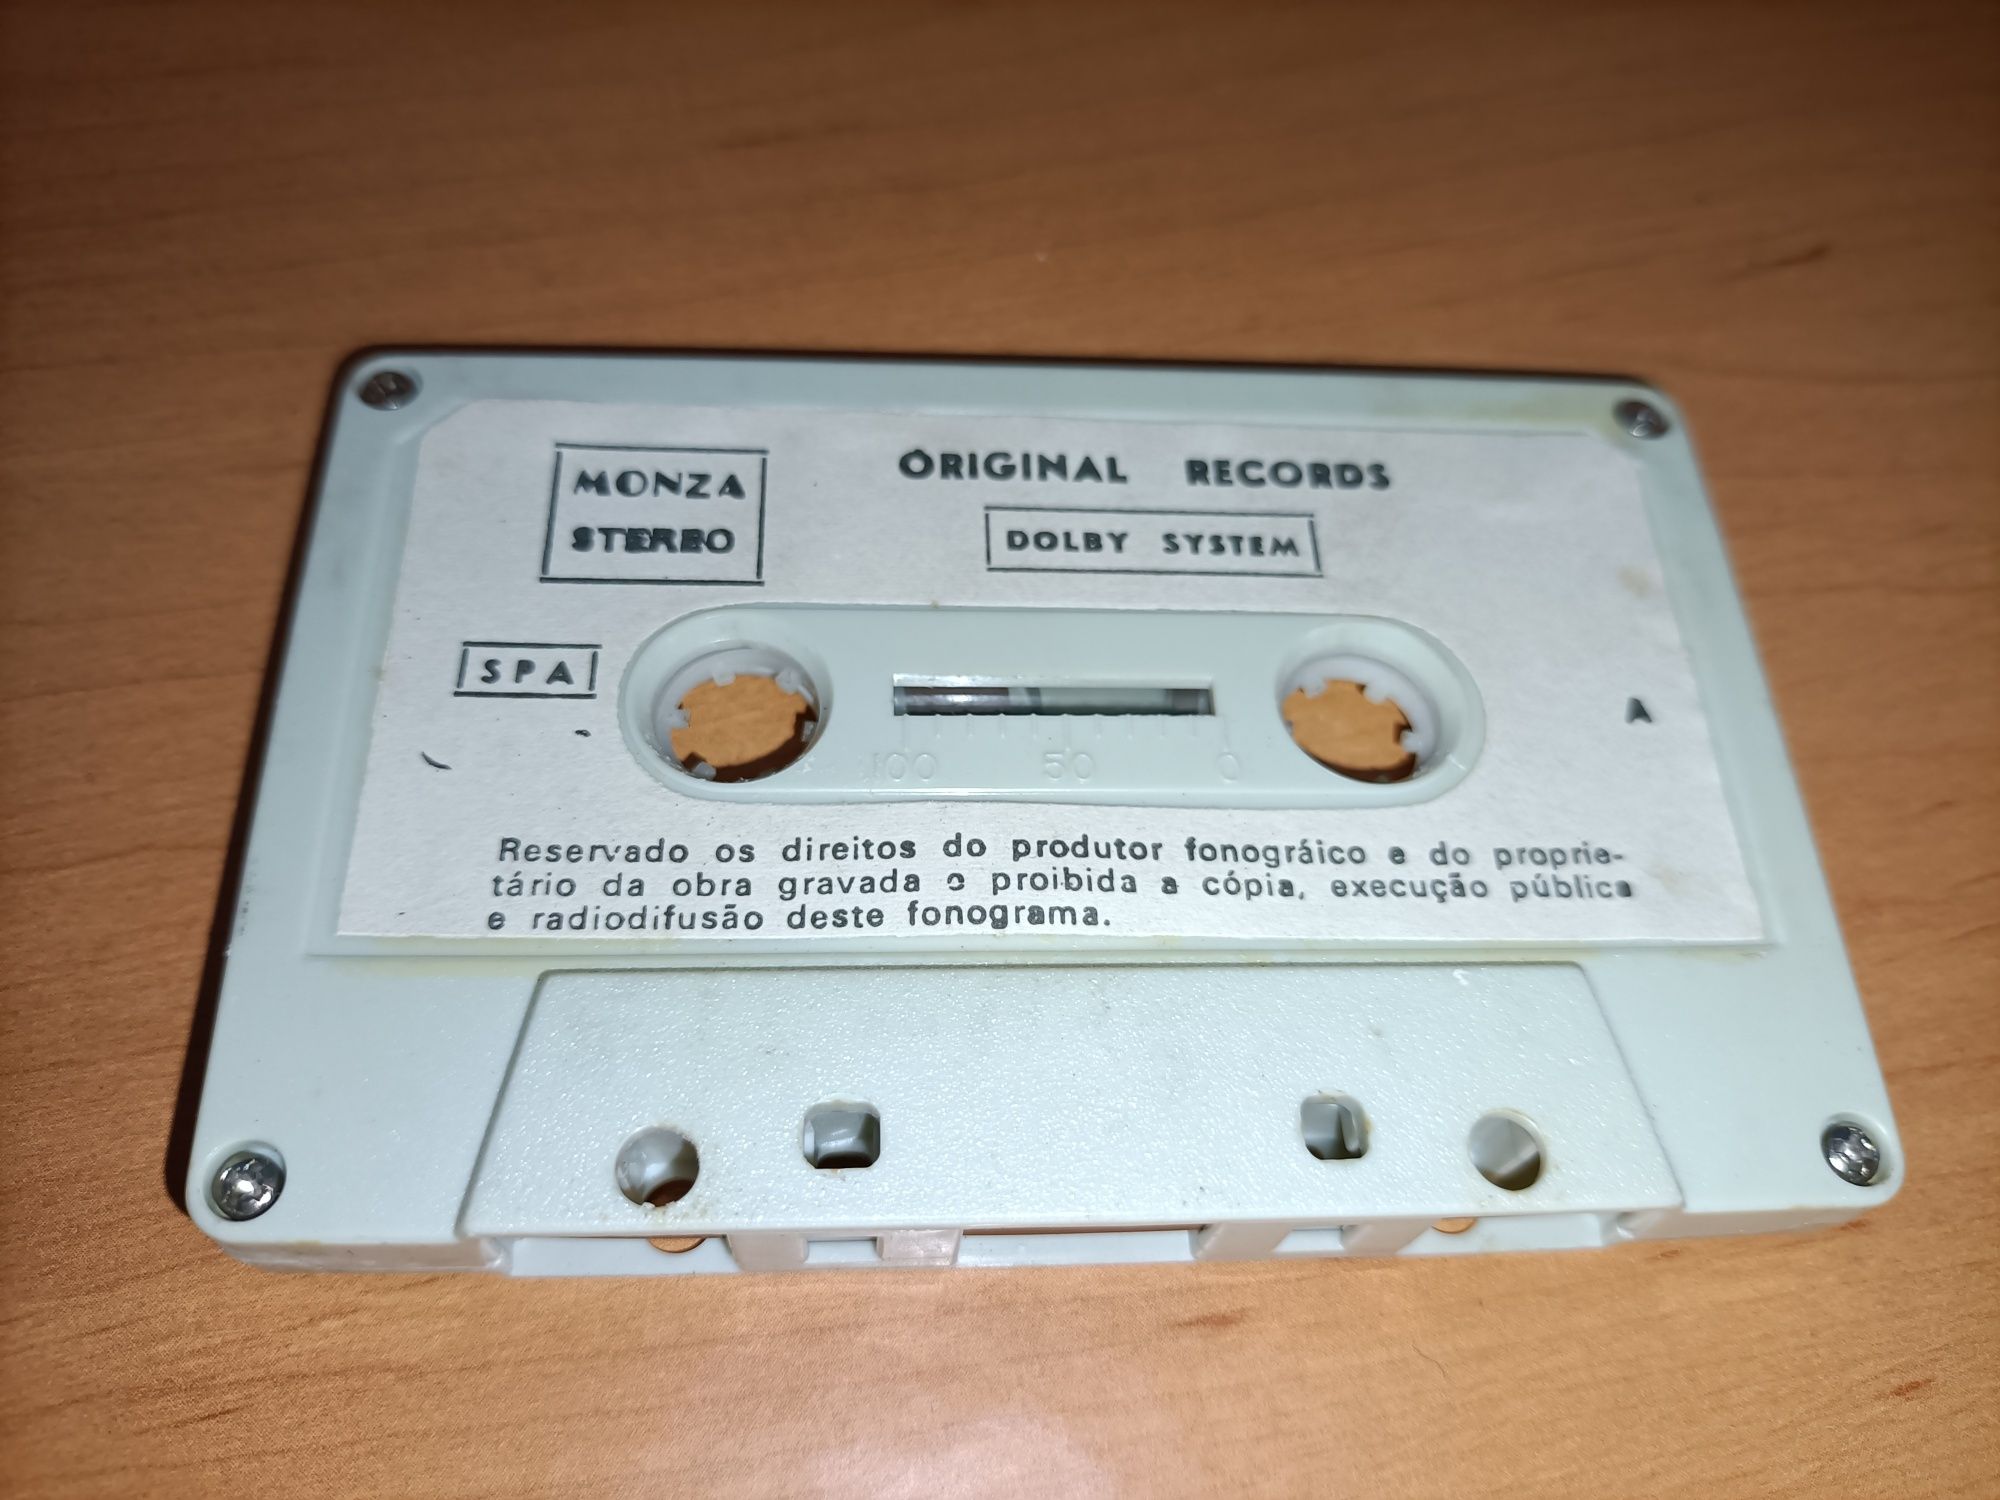 MONZA
STEREO
ORIGINAL RECORDS
DOLBY SYSTEM
SPA
A
100 50 0
Reservado os direitos do produtor fonográico e do proprie-
tário da obra gravada e proibida a cópia, execução pública
e radiodifusão deste fonograma.